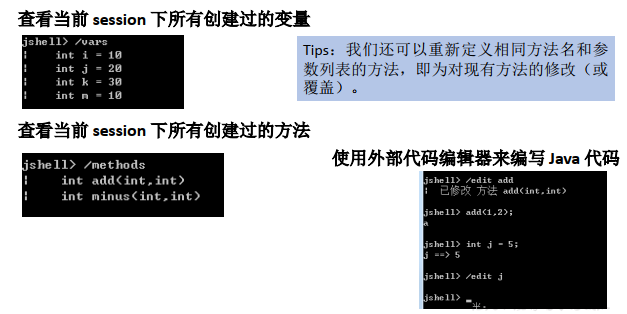 查看当前 session 下所有创建过的变量
jshell> /vars
|    int i = 10
|    int j = 20
|    int k = 30
|    int m = 10
Tips：我们还可以重新定义相同方法名和参
数列表的方法，即为对现有方法的修改（或
覆盖）。
查看当前 session 下所有创建过的方法
jshell> /methods
|    int add(int,int)
|    int minus(int,int)
使用外部代码编辑器来编写 Java 代码
jshell> /edit add
|  已修改 方法 add(int,int)
jshell> add(1,2);
a
jshell> int j = 5;
j ==> 5
jshell> /edit j
jshell>